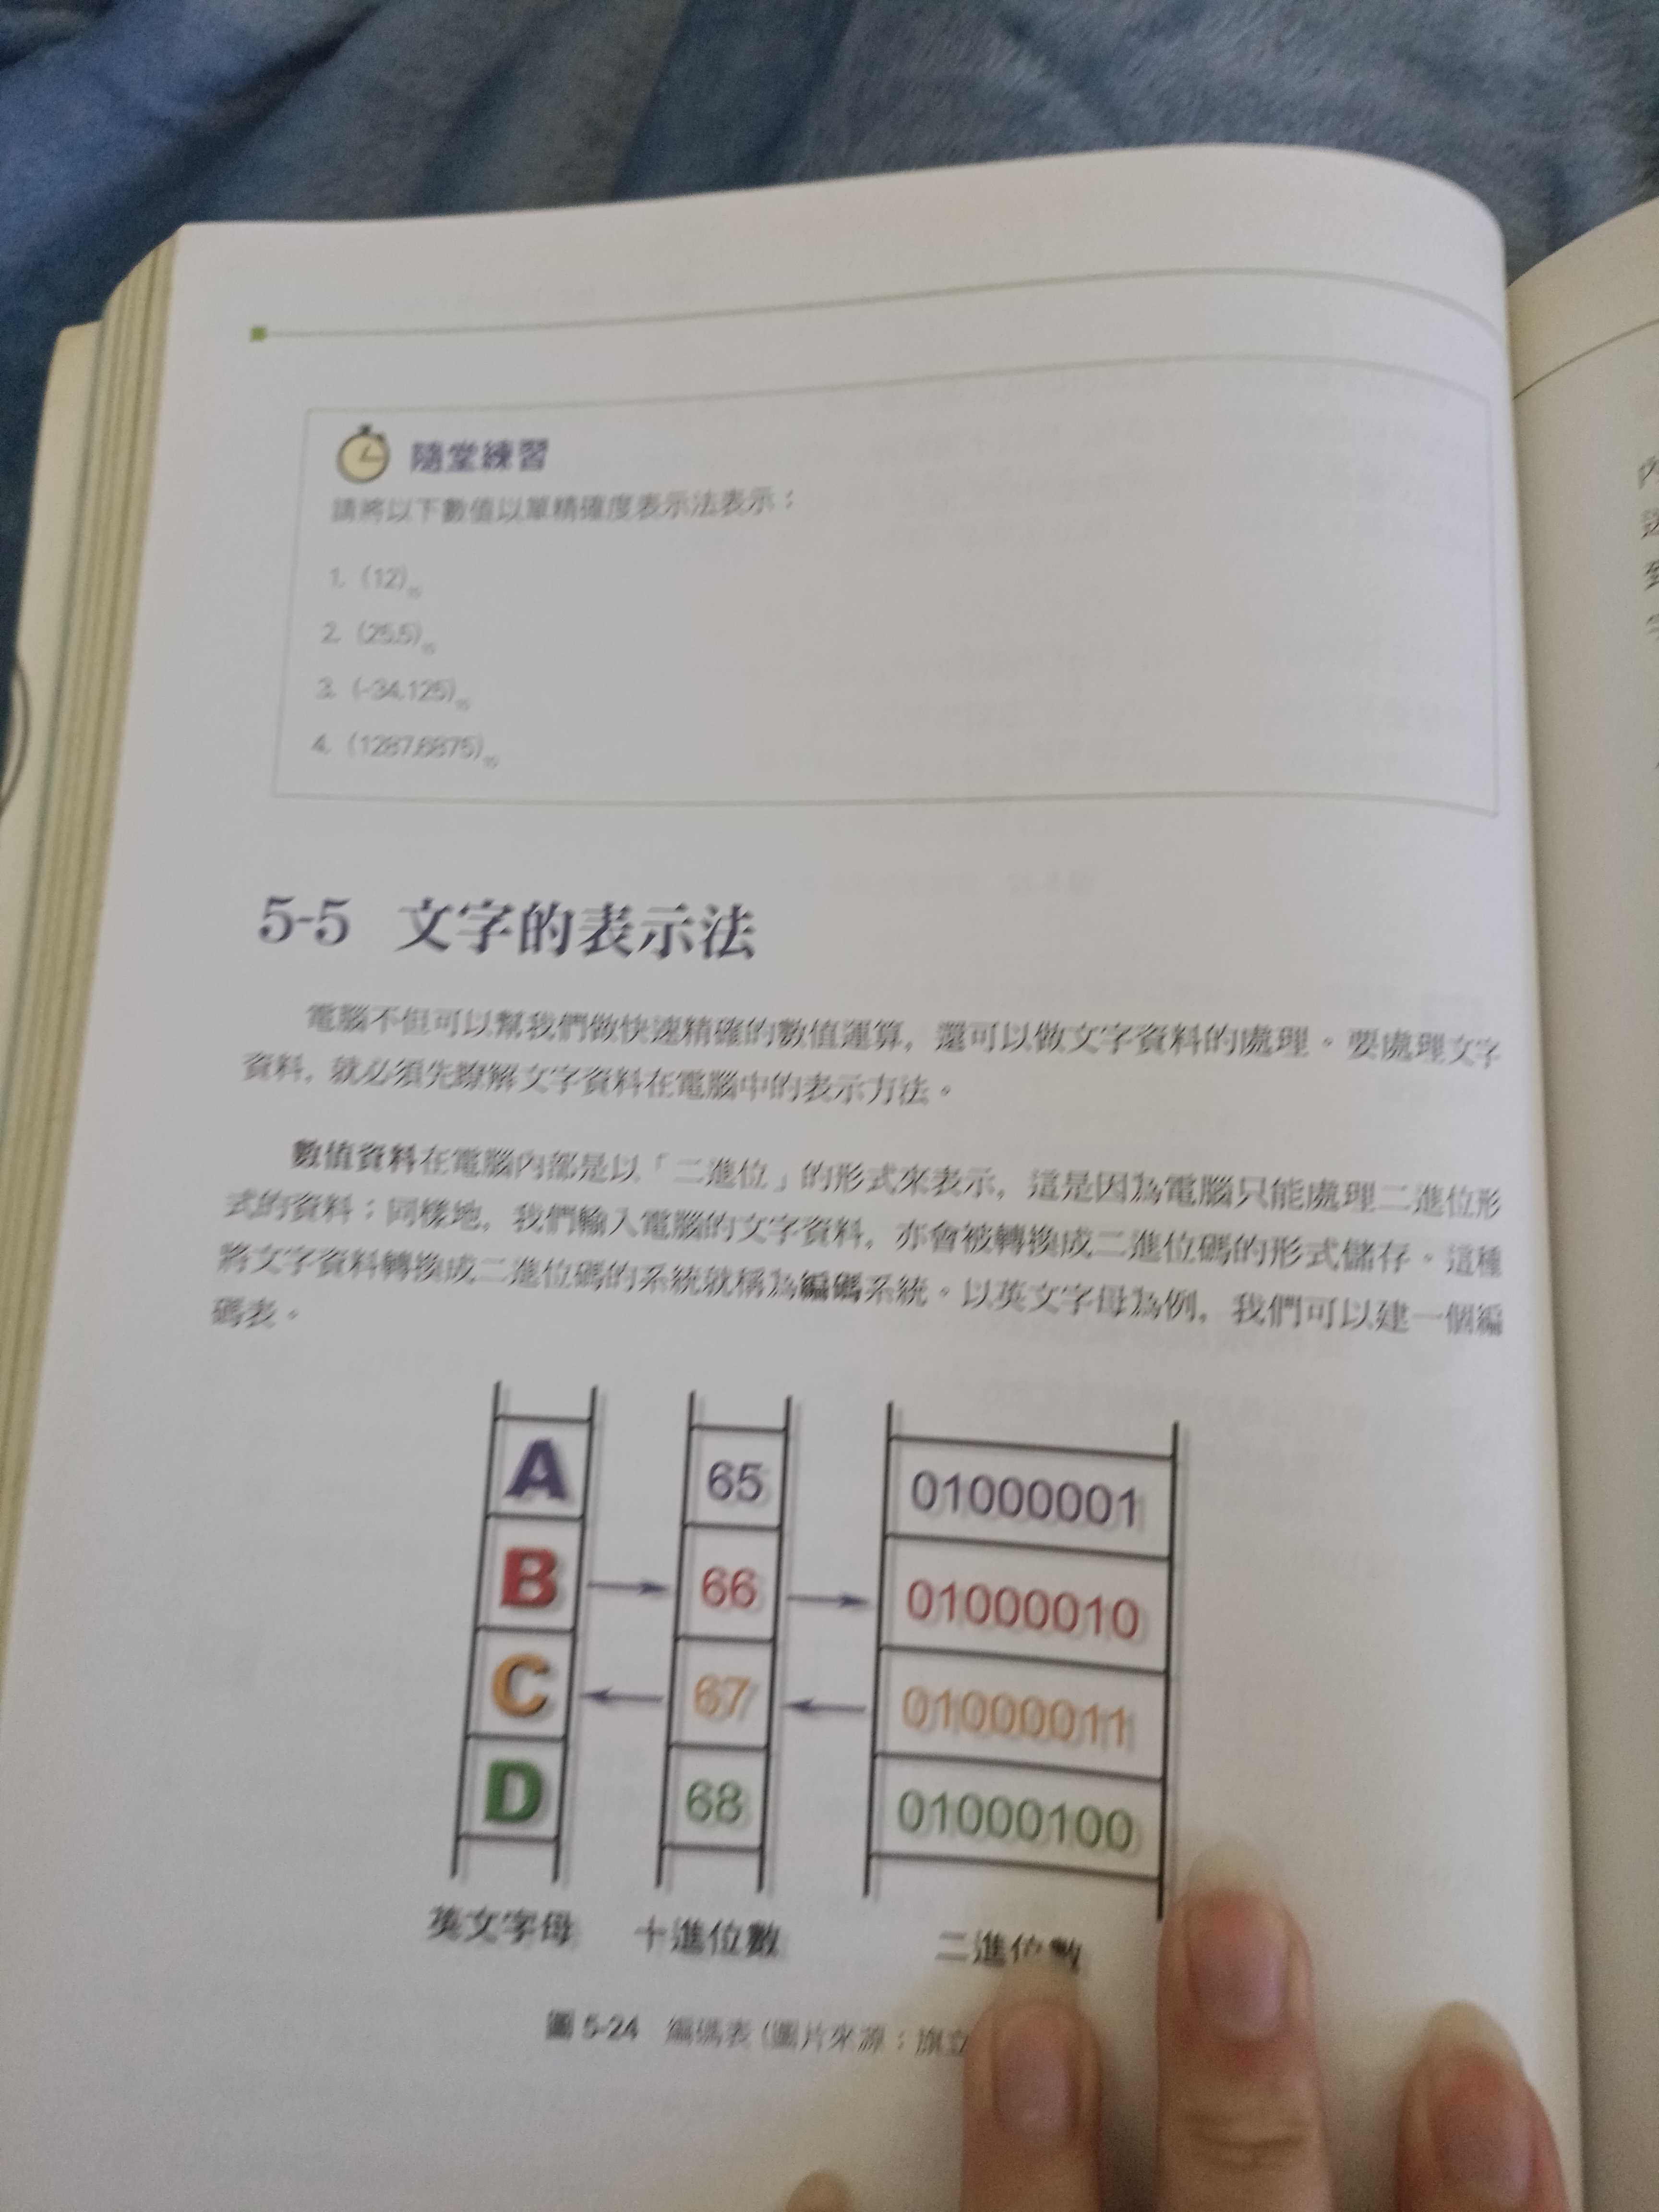 隨堂練習
請將以下數值以單精確度表示法表示：
1. (12)₁₀
2. (25.5)₁₀
3. (-34.125)₁₀
4. (1287.6875)₁₀
5-5 文字的表示法
電腦不但可以幫我們做快速精確的數值運算，還可以做文字資料的處理。要處理文字
資料，就必須先瞭解文字資料在電腦中的表示方法。
數值資料在電腦內部是以「二進位」的形式來表示，這是因為電腦只能處理二進位形
式的資料；同樣地，我們輸入電腦的文字資料，亦會被轉換成二進位碼的形式儲存。這種
將文字資料轉換成二進位碼的系統就稱為編碼系統。以英文字母為例，我們可以建一個編
碼表。
A 65 01000001
B 66 01000010
C 67 01000011
D 68 01000100
英文字母 十進位數 二進位數
圖 5-24 編碼表 (圖片來源：旗立